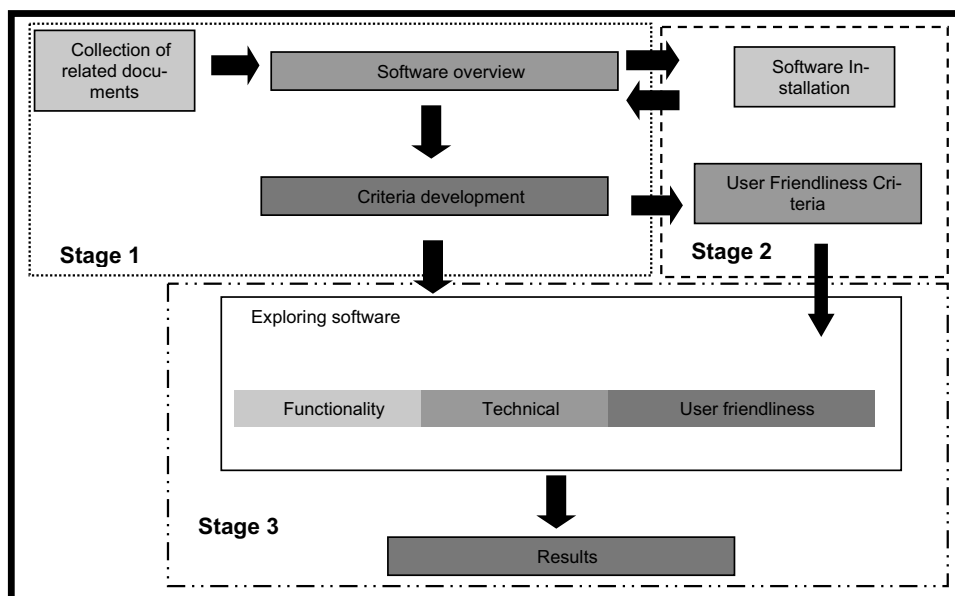 Collection of
related docu-
ments
Software overview
Software In-
stallation
Criteria development
User Friendliness Cri-
teria
Stage 1
Stage 2
Exploring software
Functionality
Technical
User friendliness
Stage 3
Results